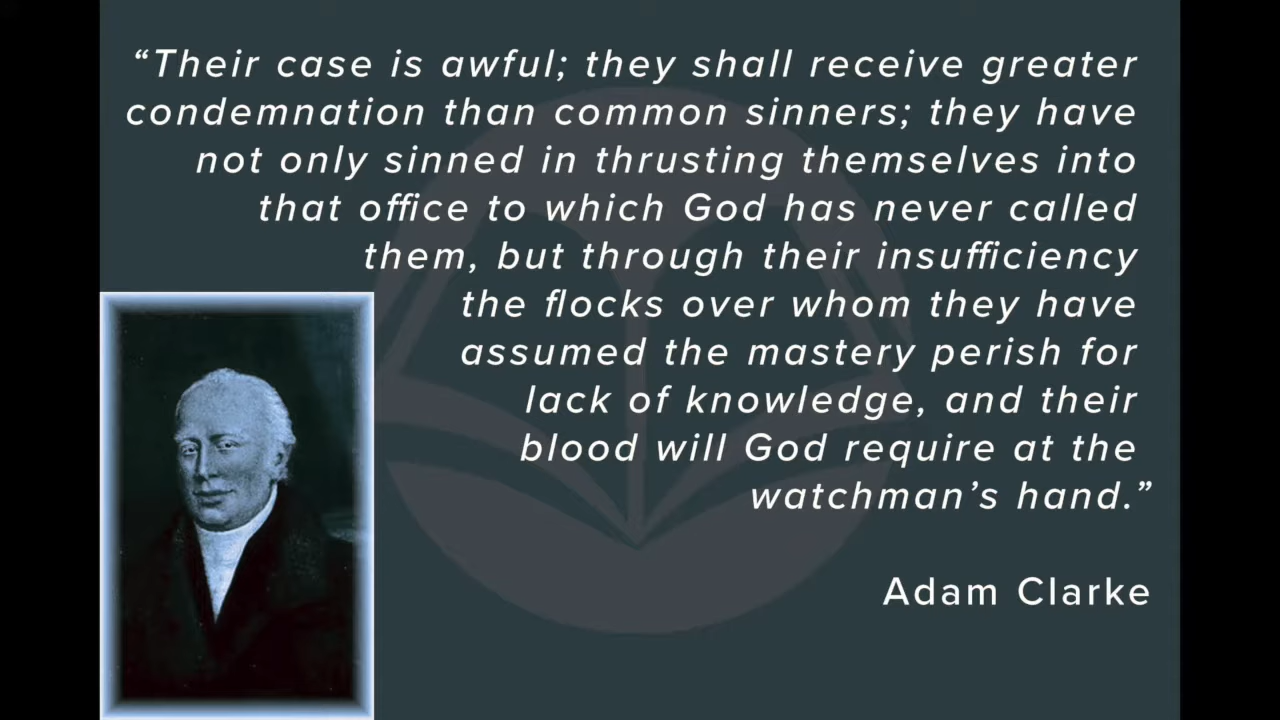 “Their case is awful; they shall receive greater
condemnation than common sinners; they have
not only sinned in thrusting themselves into
that office to which God has never called
them, but through their insufficiency
the flocks over whom they have
assumed the mastery perish for
lack of knowledge, and their
blood will God require at the
watchman’s hand.”
Adam Clarke